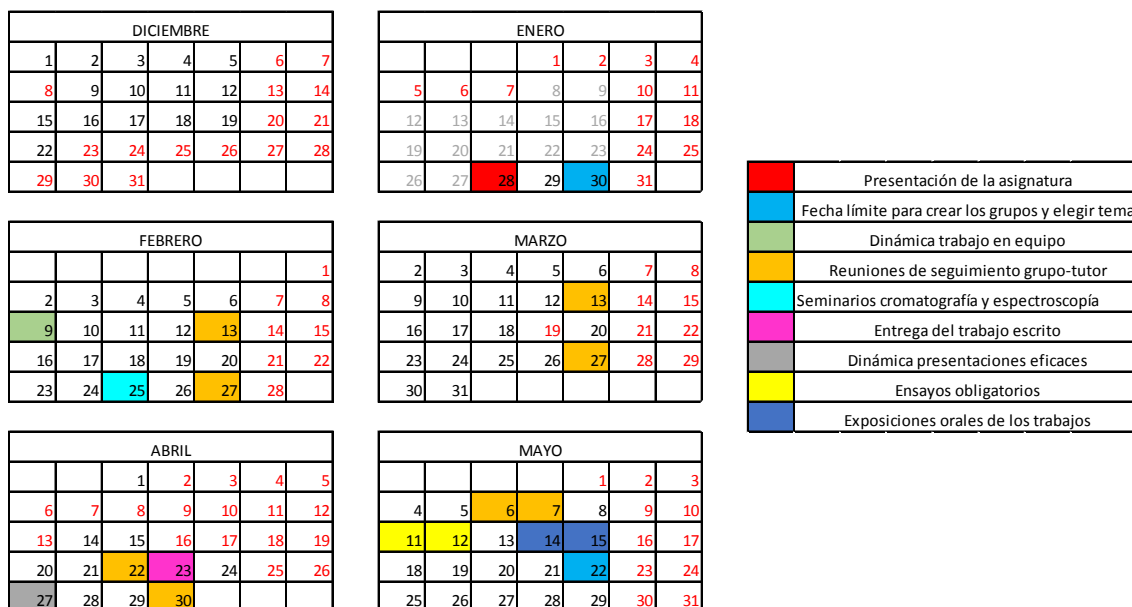 DICIEMBRE
1 2 3 4 5 6 7
8 9 10 11 12 13 14
15 16 17 18 19 20 21
22 23 24 25 26 27 28
29 30 31
ENERO
1 2 3 4
5 6 7 8 9 10 11
12 13 14 15 16 17 18
19 20 21 22 23 24 25
26 27 28 29 30 31
FEBRERO
1
2 3 4 5 6 7 8
9 10 11 12 13 14 15
16 17 18 19 20 21 22
23 24 25 26 27 28
MARZO
2 3 4 5 6 7 8
9 10 11 12 13 14 15
16 17 18 19 20 21 22
23 24 25 26 27 28 29
30 31
ABRIL
1 2 3 4 5
6 7 8 9 10 11 12
13 14 15 16 17 18 19
20 21 22 23 24 25 26
27 28 29 30
MAYO
1 2 3
4 5 6 7 8 9 10
11 12 13 14 15 16 17
18 19 20 21 22 23 24
25 26 27 28 29 30 31
Presentación de la asignatura
Fecha límite para crear los grupos y elegir tema
Dinámica trabajo en equipo
Reuniones de seguimiento grupo-tutor
Seminarios cromatografía y espectroscopía
Entrega del trabajo escrito
Dinámica presentaciones eficaces
Ensayos obligatorios
Exposiciones orales de los trabajos